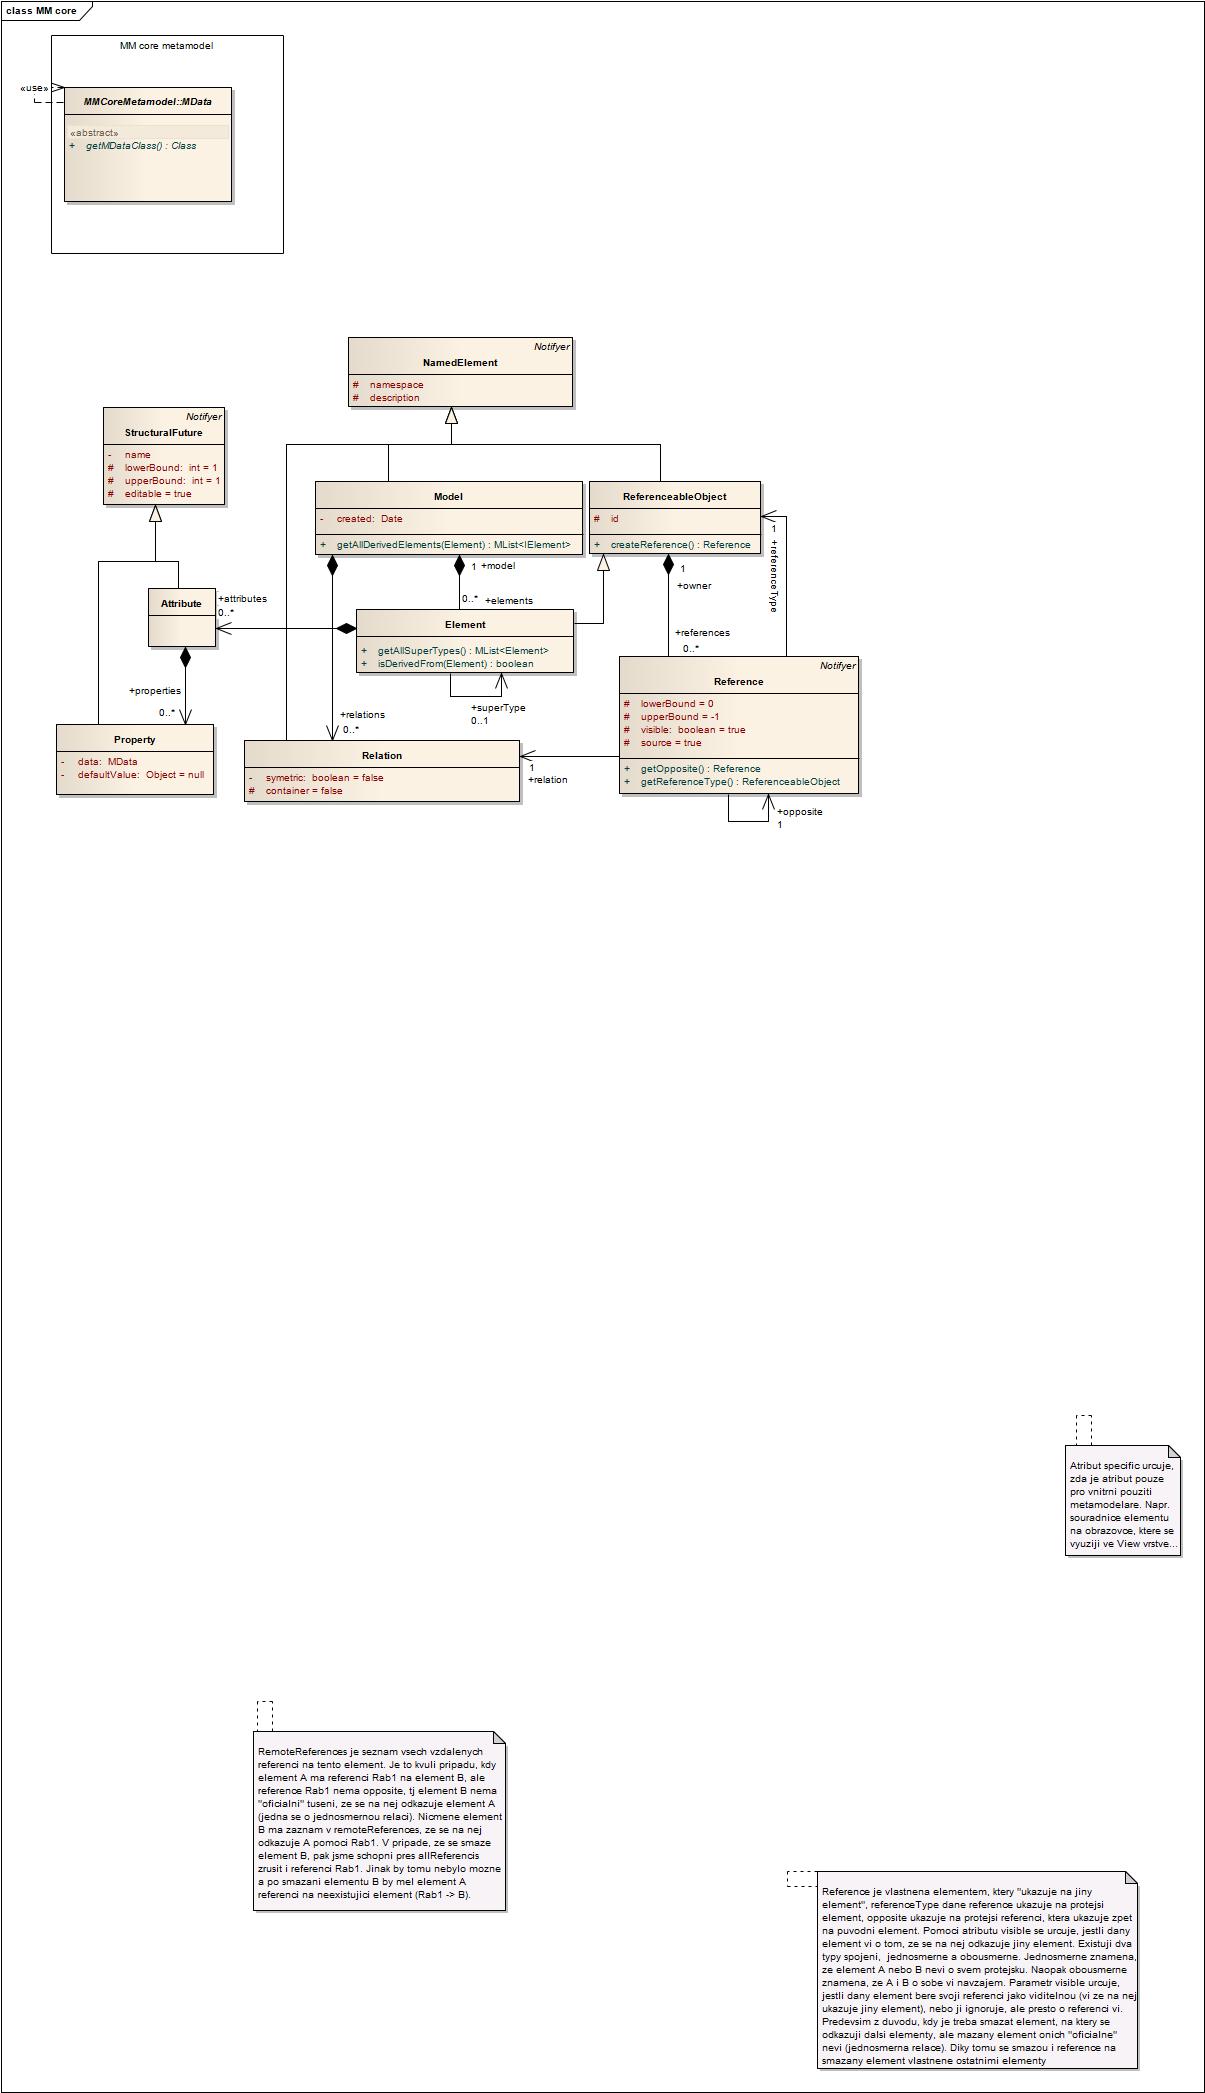 class MM core
MM core metamodel
«use»
MMCoreMetamodel::MData
«abstract»
+ getMDataClass() : Class
Notifyer
NamedElement
# namespace
# description
Notifyer
StructuralFuture
- name
# lowerBound: int = 1
# upperBound: int = 1
# editable = true
Model
- created: Date
+ getAllDerivedElements(Element) : MList<IElement>
ReferenceableObject
# id
+ createReference() : Reference
1
+referenceType
1 +model
1
+owner
Attribute
+attributes
0..*
0..* +elements
Element
+ getAllSuperTypes() : MList<Element>
+ isDerivedFrom(Element) : boolean
+references
0..*
Notifyer
Reference
# lowerBound = 0
# upperBound = -1
# visible: boolean = true
# source = true
+ getOpposite() : Reference
+ getReferenceType() : ReferenceableObject
+properties
0..*
+superType
0..1
+relations
0..*
Property
- data: MData
- defaultValue: Object = null
Relation
- symetric: boolean = false
# container = false
1
+relation
+opposite
1
Atribut specific urcuje,
zda je atribut pouze
pro vnitrni pouziti
metamodelare. Napr.
souradnice elementu
na obrazovce, ktere se
vyuziji ve View vrstve...
RemoteReferences je seznam vsech vzdalenych
referenci na tento element. Je to kvuli pripadu, kdy
element A ma referenci Rab1 na element B, ale
reference Rab1 nema opposite, tj element B nema
"oficialni" tuseni, ze se na nej odkazuje element A
(jedna se o jednosmernou relaci). Nicmene element
B ma zaznam v remoteReferences, ze se na nej
odkazuje A pomoci Rab1. V pripade, ze se smaze
element B, pak jsme schopni pres allReferencis
zrusit i referenci Rab1. Jinak by tomu nebylo mozne
a po smazani elementu B by mel element A
referenci na neexistujici element (Rab1 -> B).
Reference je vlastnena elementem, ktery "ukazuje na jiny
element", referenceType dane reference ukazuje na protejsi
element, opposite ukazuje na protejsi referenci, ktera ukazuje zpet
na puvodni element. Pomoci atributu visible se urcuje, jestli dany
element vi o tom, ze se na nej odkazuje jiny element. Existuji dva
typy spojeni, jednosmerne a obousmerne. Jednosmerne znamena,
ze element A nebo B nevi o svem protejsku. Naopak obousmerne
znamena, ze A i B o sobe vi navzajem. Parametr visible urcuje,
jestli dany element bere svoji referenci jako viditelnou (vi ze na nej
ukazuje jiny element), nebo ji ignoruje, ale presto o referenci vi.
Predevsim z duvodu, kdy je treba smazat element, na ktery se
odkazuji dalsi elementy, ale mazany element onich "oficialne"
nevi (jednosmerna relace). Diky tomu se smazou i reference na
smazany element vlastnene ostatnimi elementy